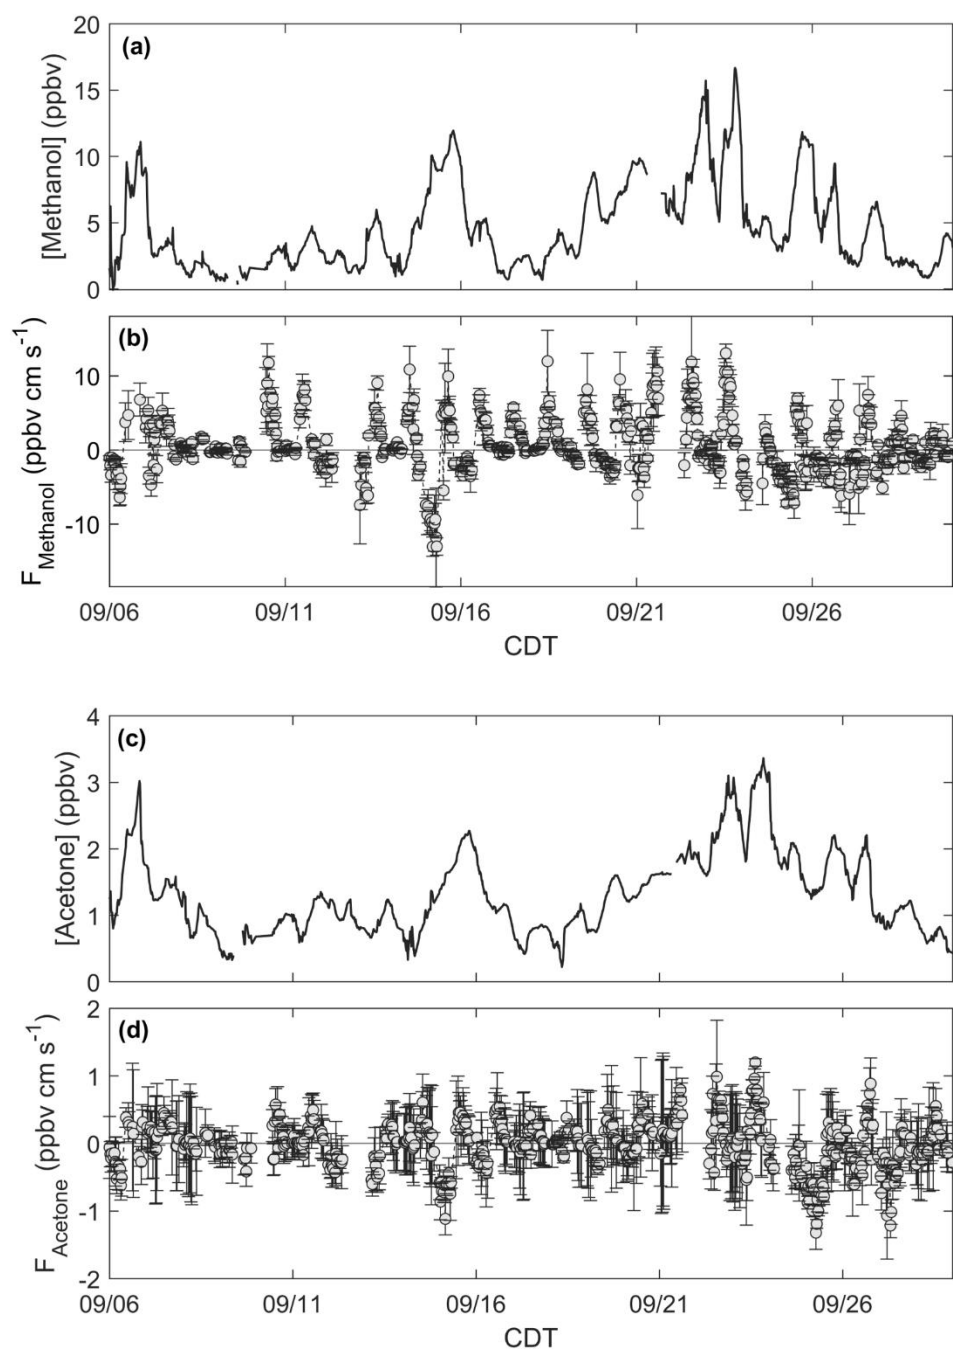 (a)
[Methanol] (ppbv)
20
15
10
5
0
(b)
F_Methanol (ppbv cm s⁻¹)
10
0
-10
09/06 09/11 09/16 09/21 09/26
CDT
(c)
[Acetone] (ppbv)
4
3
2
1
0
(d)
F_Acetone (ppbv cm s⁻¹)
2
1
0
-1
-2
09/06 09/11 09/16 09/21 09/26
CDT